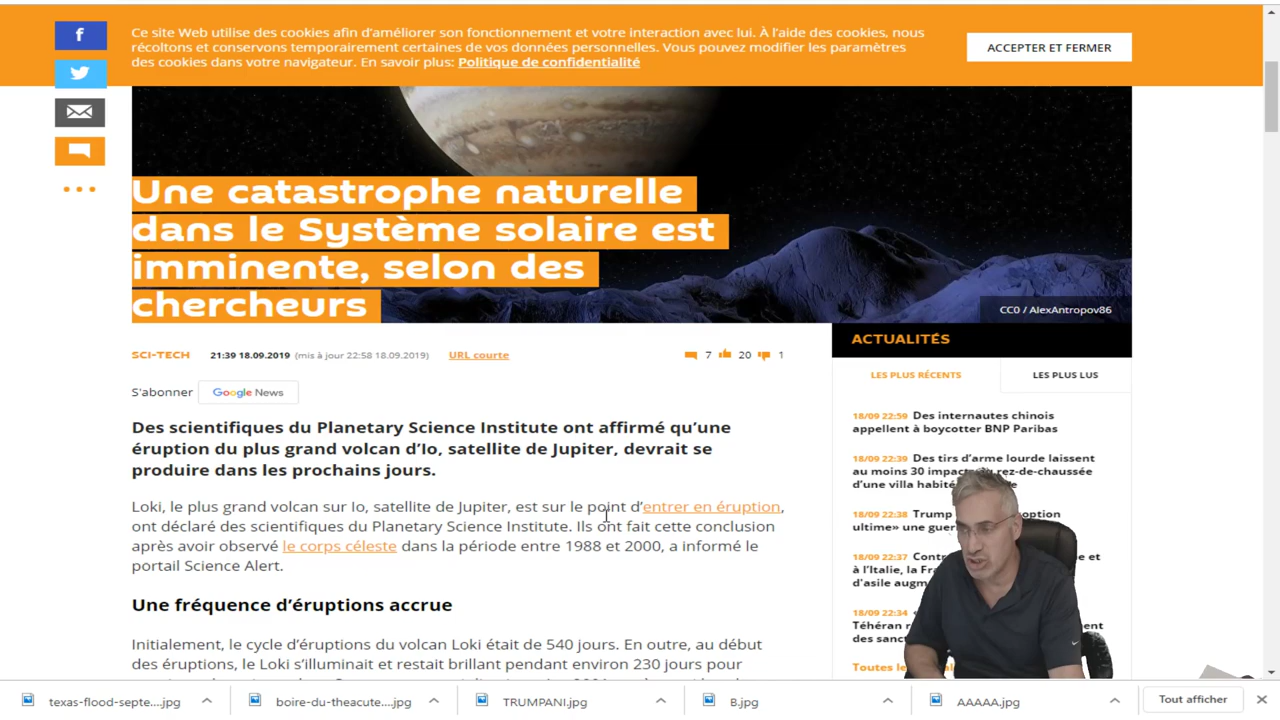 f
Ce site Web utilise des cookies afin d'améliorer son fonctionnement et votre interaction avec lui. À l'aide des cookies, nous
récoltons et conservons temporairement certaines de vos données personnelles. Vous pouvez modifier les paramètres
des cookies dans votre navigateur. En savoir plus: Politique de confidentialité
ACCEPTER ET FERMER
Une catastrophe naturelle
dans le Système solaire est
imminente, selon des
chercheurs
CC0 / AlexAntropov86
SCI-TECH 21:39 18.09.2019 (mis à jour 22:58 18.09.2019) URL courte
7 20 1
S'abonner Google News
Des scientifiques du Planetary Science Institute ont affirmé qu'une
éruption du plus grand volcan d'Io, satellite de Jupiter, devrait se
produire dans les prochains jours.
Loki, le plus grand volcan sur Io, satellite de Jupiter, est sur le point d'entrer en éruption,
ont déclaré des scientifiques du Planetary Science Institute. Ils ont fait cette conclusion
après avoir observé le corps céleste dans la période entre 1988 et 2000, a informé le
portail Science Alert.
Une fréquence d'éruptions accrue
Initialement, le cycle d'éruptions du volcan Loki était de 540 jours. En outre, au début
des éruptions, le Loki s'illuminait et restait brillant pendant environ 230 jours pour
ACTUALITÉS
LES PLUS RÉCENTS LES PLUS LUS
18/09 22:59 Des internautes chinois
appellent à boycotter BNP Paribas
18/09 22:39 Des tirs d'arme lourde laissent
au moins 30 rez-de-chaussée
d'une villa
18/09 22:38 Trump option
ultime» une
18/09 22:37 et
à l'Italie, la
d'asile
18/09 22:34
Téhéran
des
Toutes
texas-flood-septe....jpg
boire-du-theacute....jpg
TRUMPANI.jpg
B.jpg
AAAAA.jpg
Tout afficher